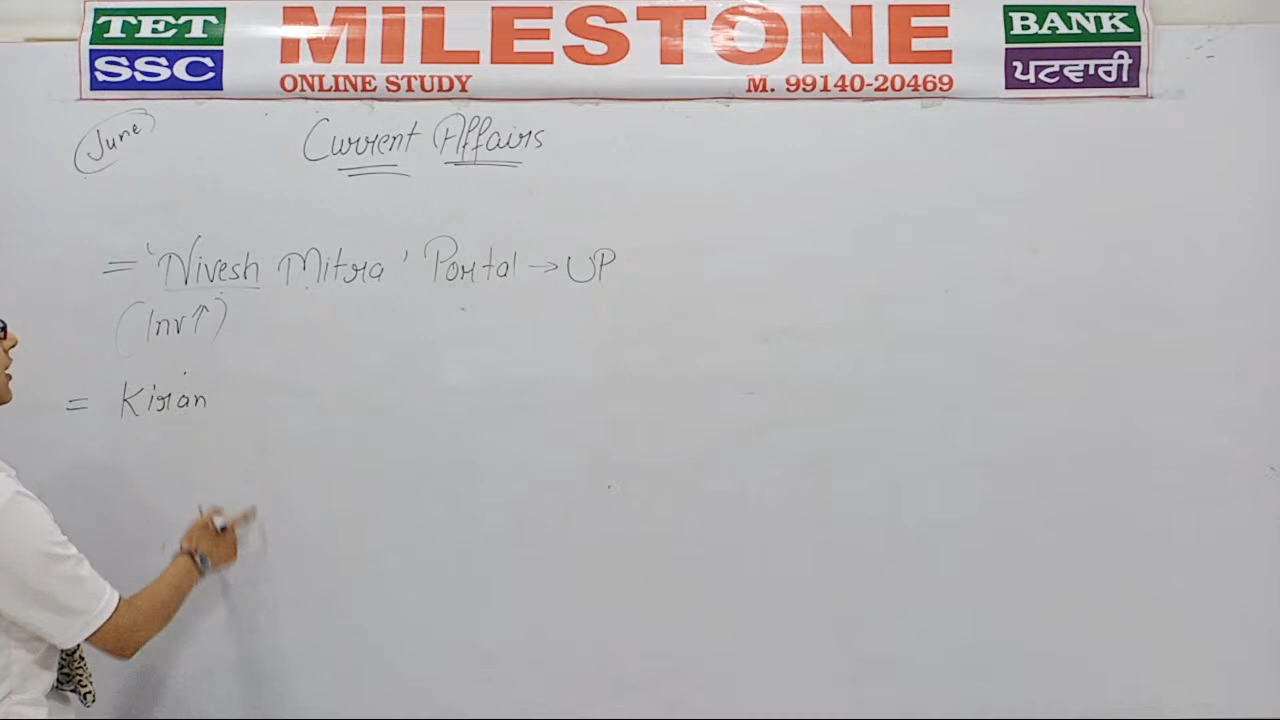 TET
SSC
MILESTONE
ONLINE STUDY M. 99140-20469
BANK
ਪਟਵਾਰੀ
June
Current Affairs
= 'Nivesh Mitra' Portal → UP
(Inv↑)
= Kiran